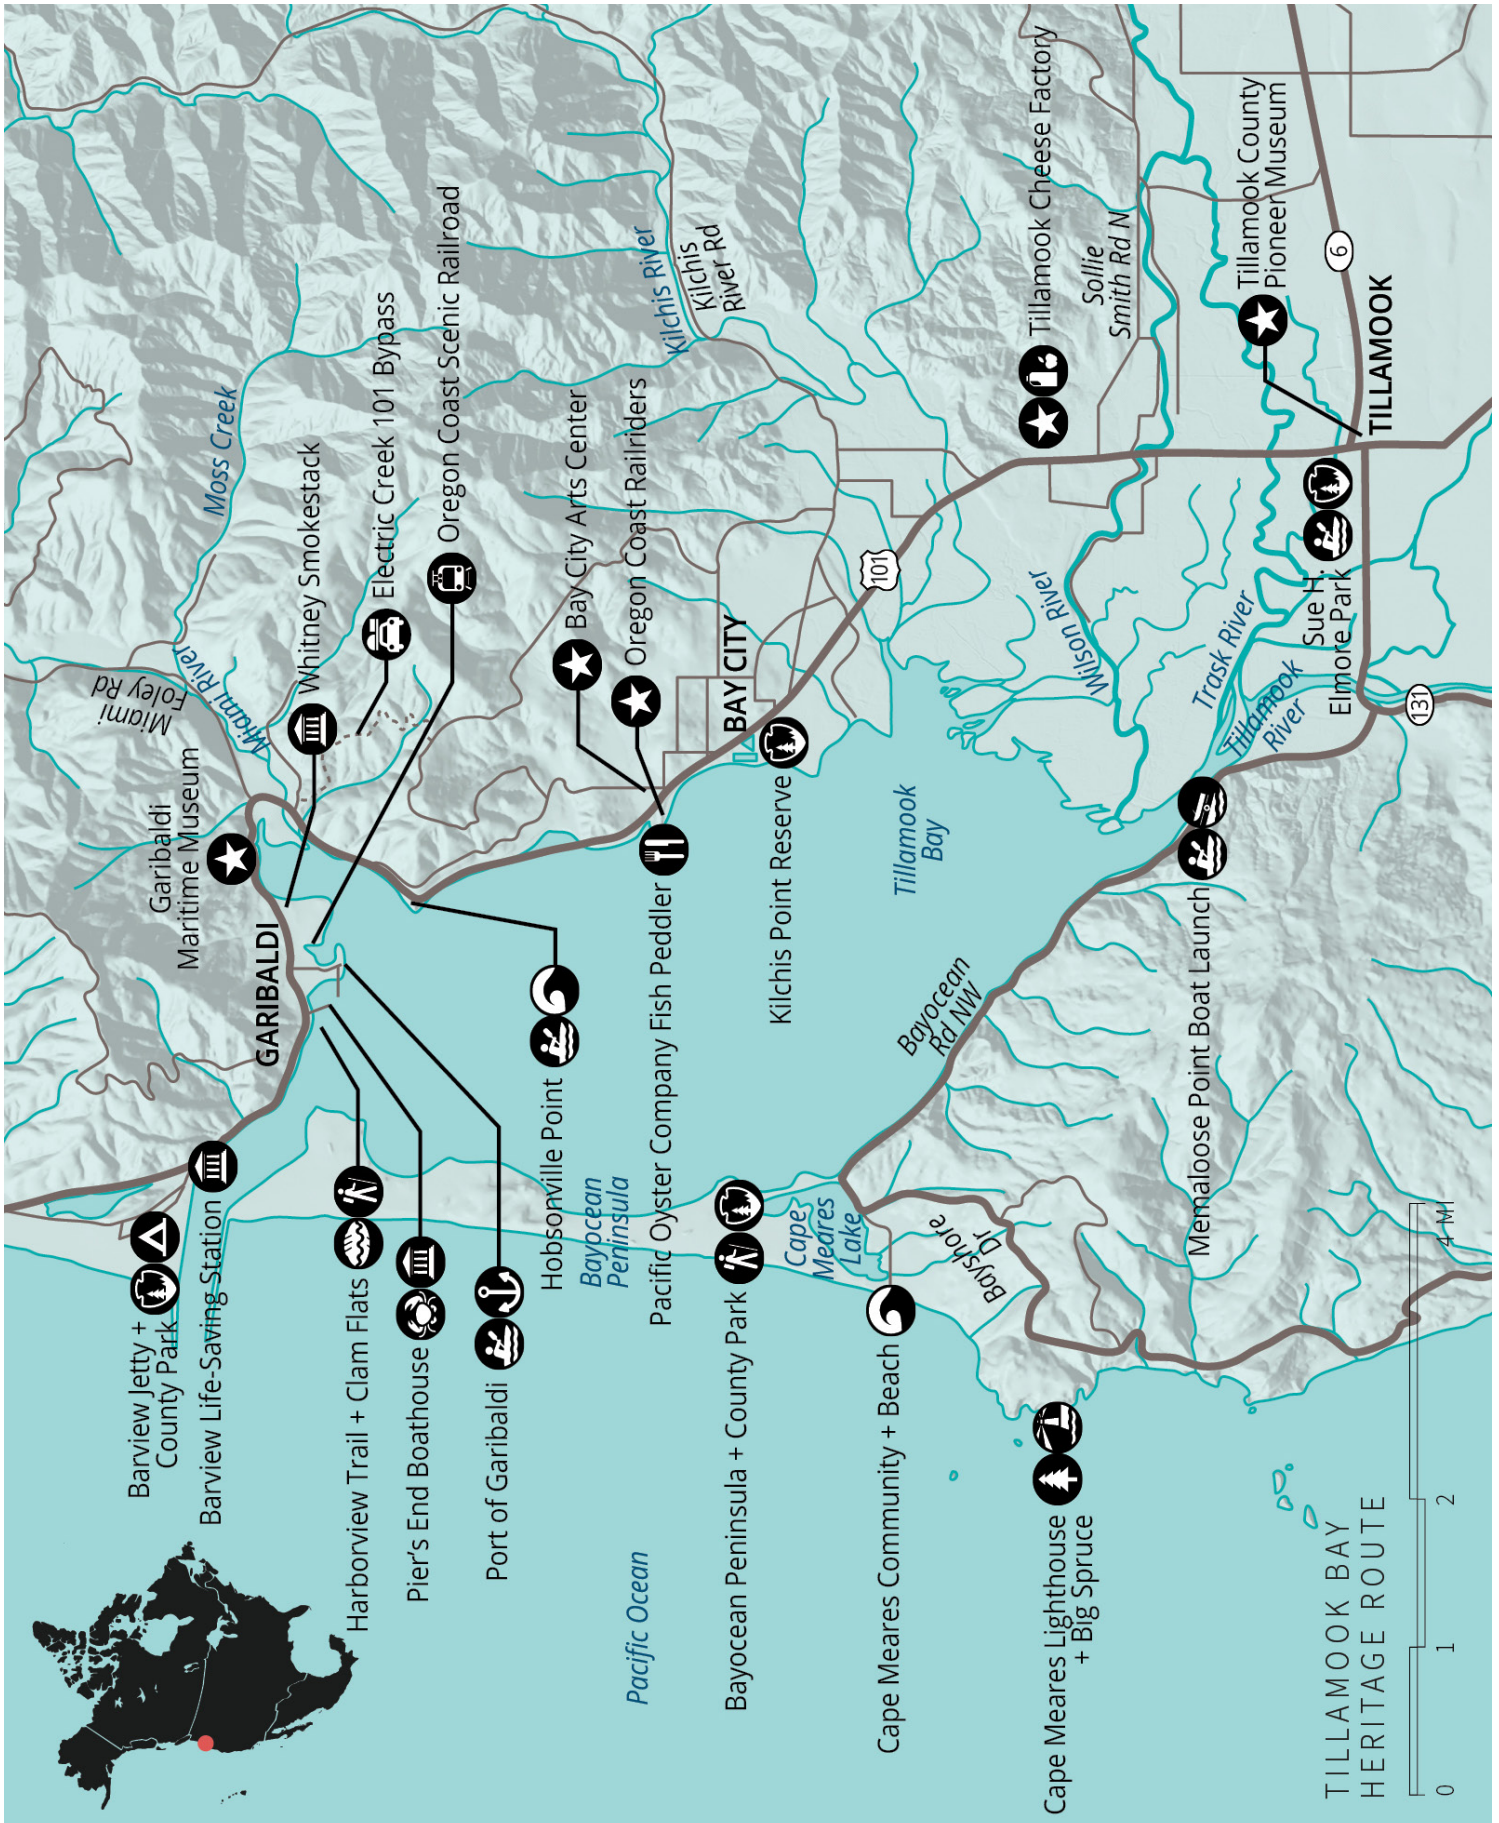 Barview Jetty +
County Park
Barview Life-Saving Station
Harborview Trail + Clam Flats
Pier's End Boathouse
Port of Garibaldi
Hobsonville Point
Pacific Oyster Company Fish Peddler
Bayocean Peninsula + County Park
Cape Meares Community + Beach
Cape Meares Lighthouse
+ Big Spruce
Memaloose Point Boat Launch
Kilchis Point Reserve
Garibaldi
Maritime Museum
GARIBALDI
Whitney Smokestack
Electric Creek 101 Bypass
Oregon Coast Scenic Railroad
Bay City Arts Center
Oregon Coast Railriders
BAY CITY
Tillamook Cheese Factory
Tillamook County
Pioneer Museum
TILLAMOOK
Sue H.
Elmore Park
Miami
Foley Rd
Miami River
Miami
Moss Creek
Kilchis River
Kilchis
River Rd
Sollie
Smith Rd N
Wilson River
Trask River
Tillamook
River
Tillamook
Bay
Bayocean
Rd NW
Bayshore
Dr
Bayocean
Peninsula
Cape
Meares
Lake
Pacific Ocean
101
6
131
TILLAMOOK BAY
HERITAGE ROUTE
0 1 2 4 MI